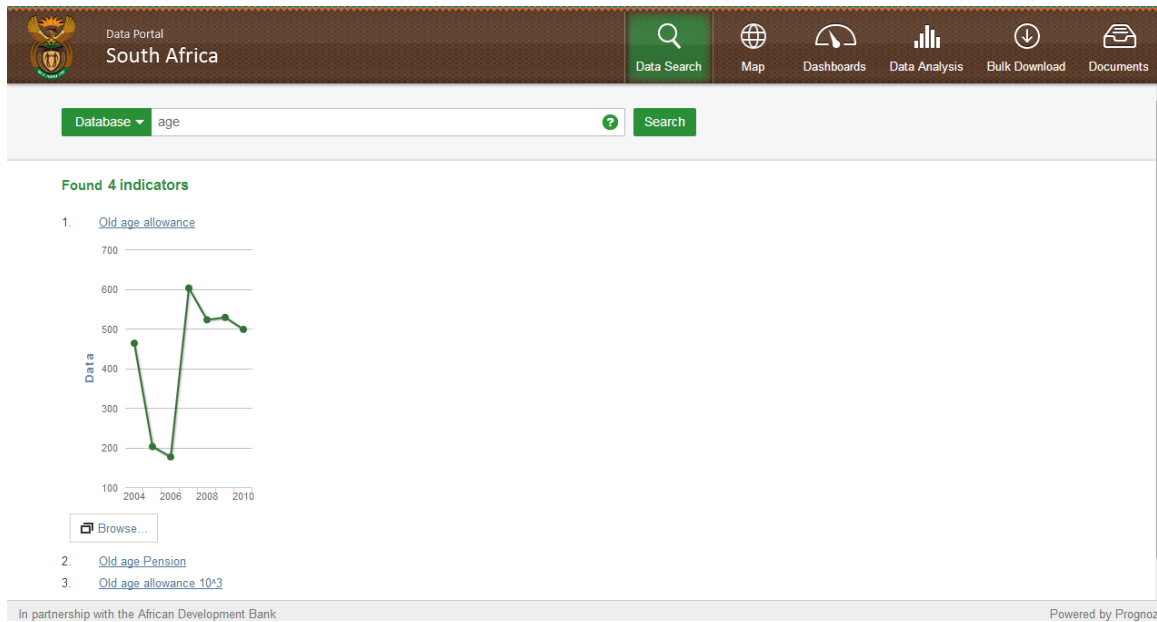 Data Portal
South Africa
Data Search
Map
Dashboards
Data Analysis
Bulk Download
Documents
Database
age
?
Search
Found 4 indicators
1. Old age allowance
700
600
500
400
300
200
100
Data
2004 2006 2008 2010
Browse...
2. Old age Pension
3. Old age allowance 10^3
In partnership with the African Development Bank
Powered by Prognoz